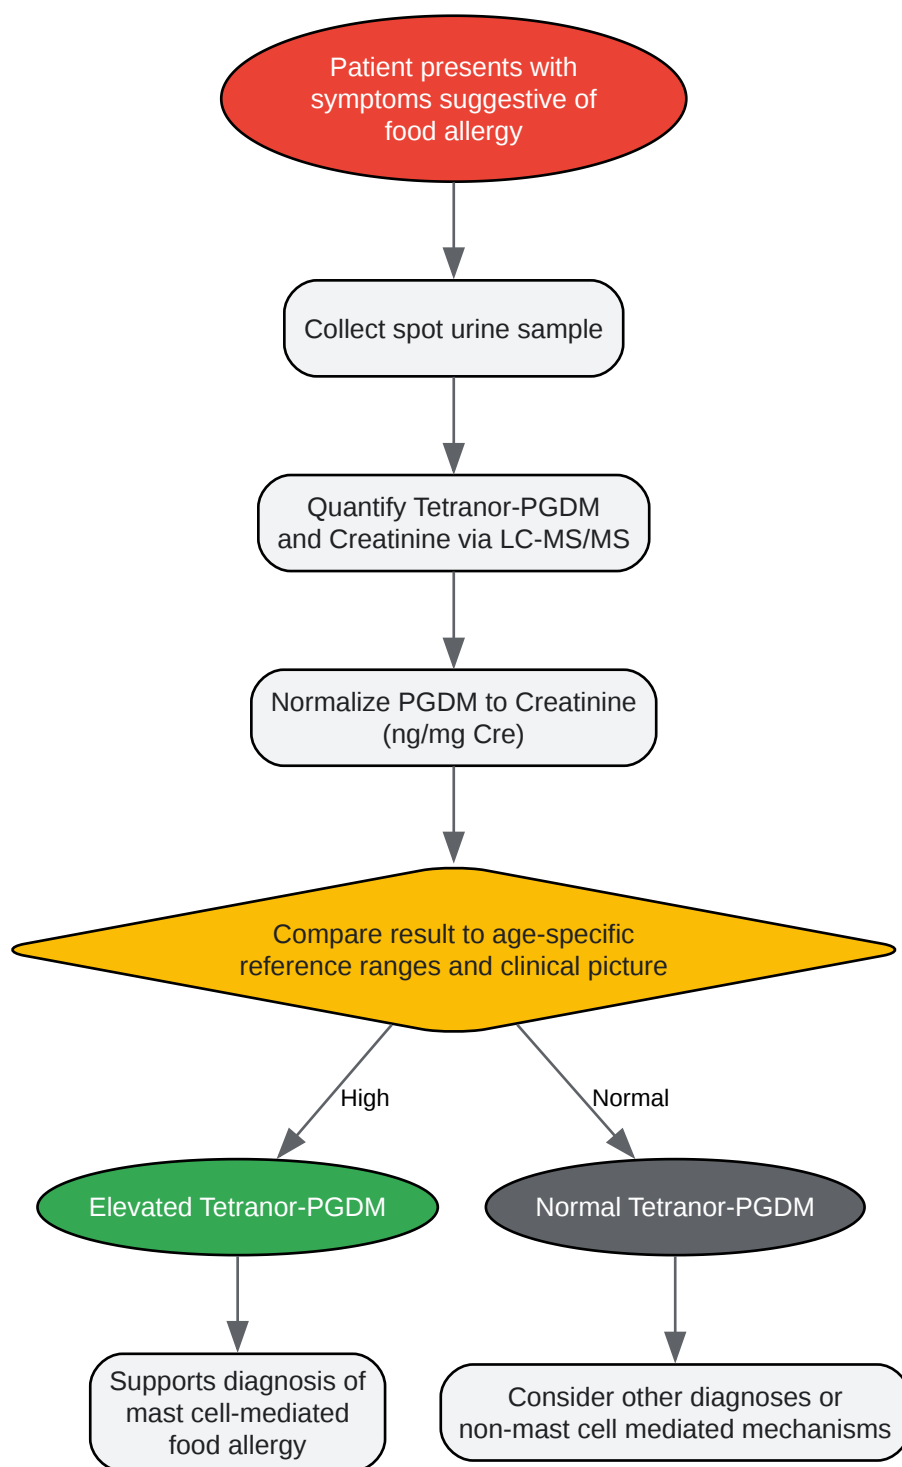 Patient presents with
symptoms suggestive of
food allergy
Collect spot urine sample
Quantify Tetranor-PGDM
and Creatinine via LC-MS/MS
Normalize PGDM to Creatinine
(ng/mg Cre)
Compare result to age-specific
reference ranges and clinical picture
High
Normal
Elevated Tetranor-PGDM
Normal Tetranor-PGDM
Supports diagnosis of
mast cell-mediated
food allergy
Consider other diagnoses or
non-mast cell mediated mechanisms